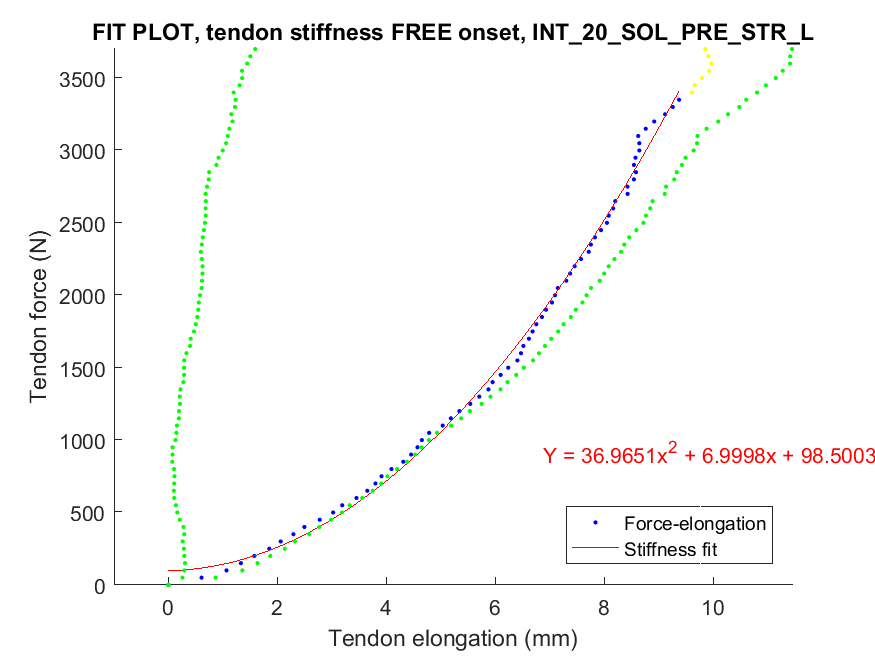 FIT PLOT, tendon stiffness FREE onset, INT_20_SOL_PRE_STR_L
3500
3000
2500
2000
1500
1000
500
0
Tendon force (N)
Y = 36.9651x² + 6.9998x + 98.5003
Force-elongation
Stiffness fit
0 2 4 6 8 10
Tendon elongation (mm)